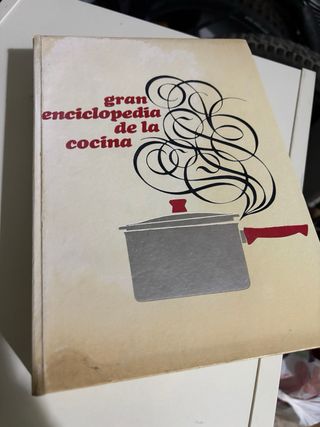 gran
enciclopedia
de la
cocina